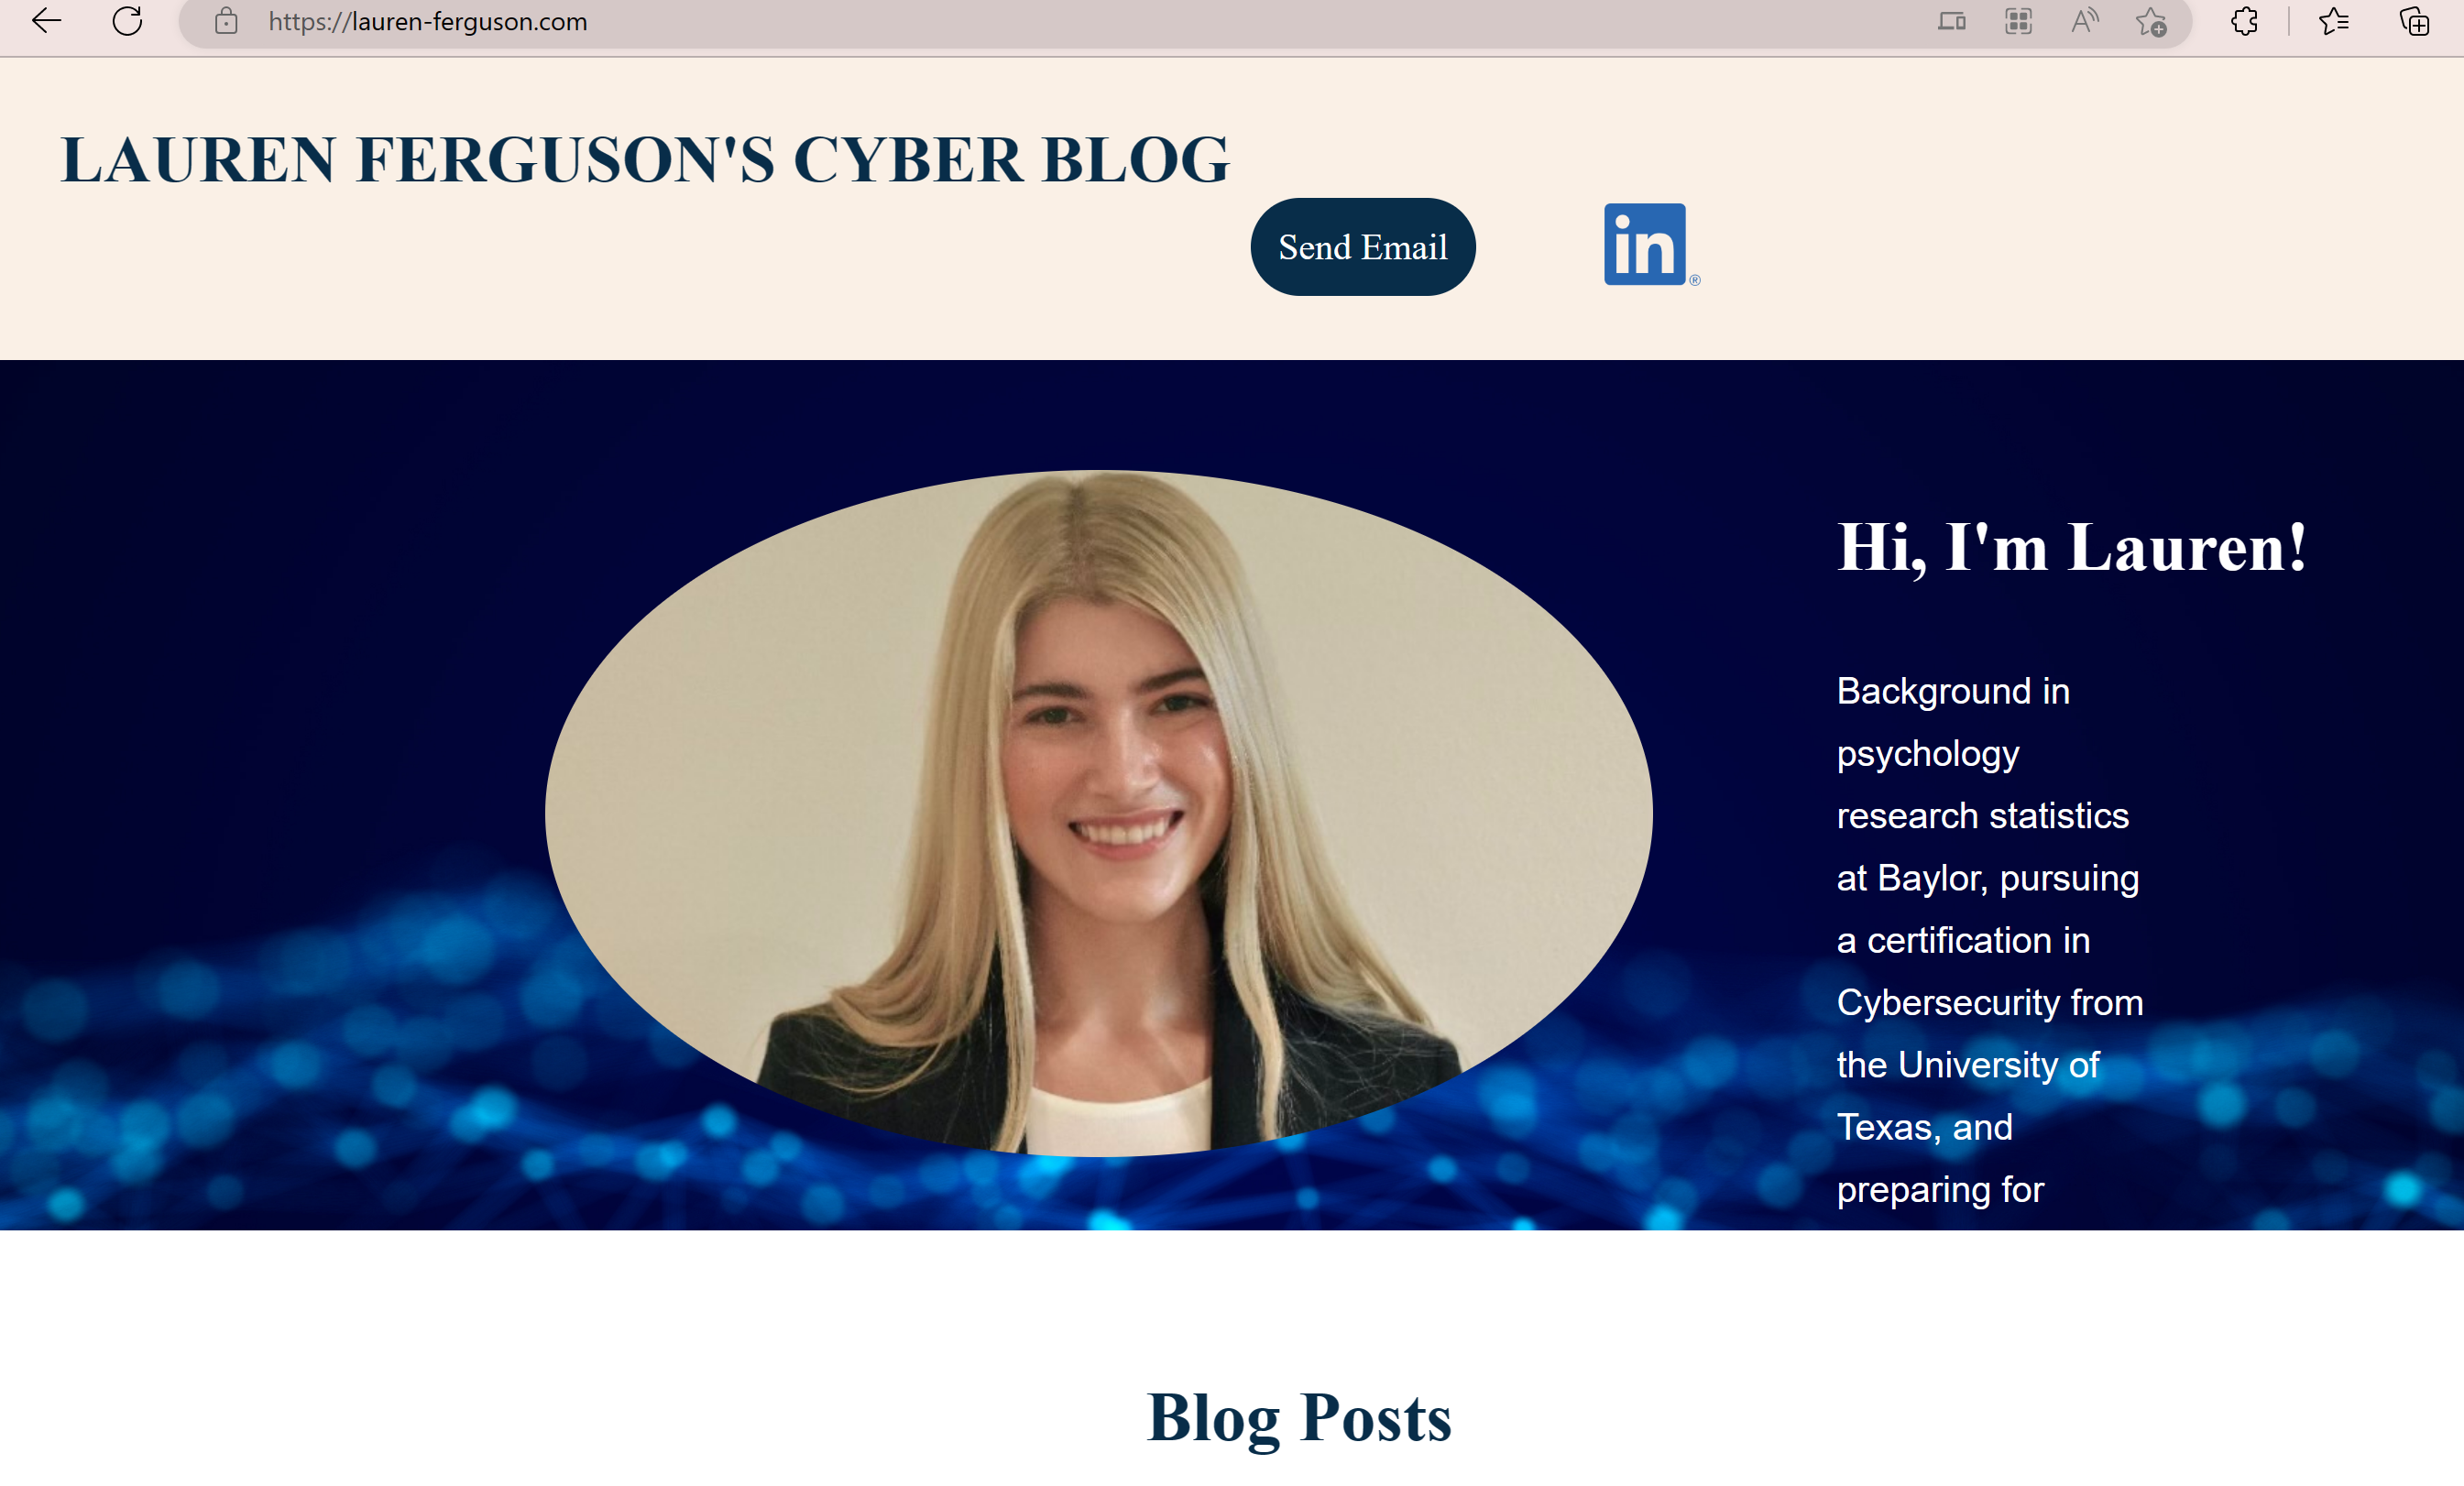 https://lauren-ferguson.com
LAUREN FERGUSON'S CYBER BLOG
Send Email
in®
Hi, I'm Lauren!
Background in
psychology
research statistics
at Baylor, pursuing
a certification in
Cybersecurity from
the University of
Texas, and
preparing for
Blog Posts